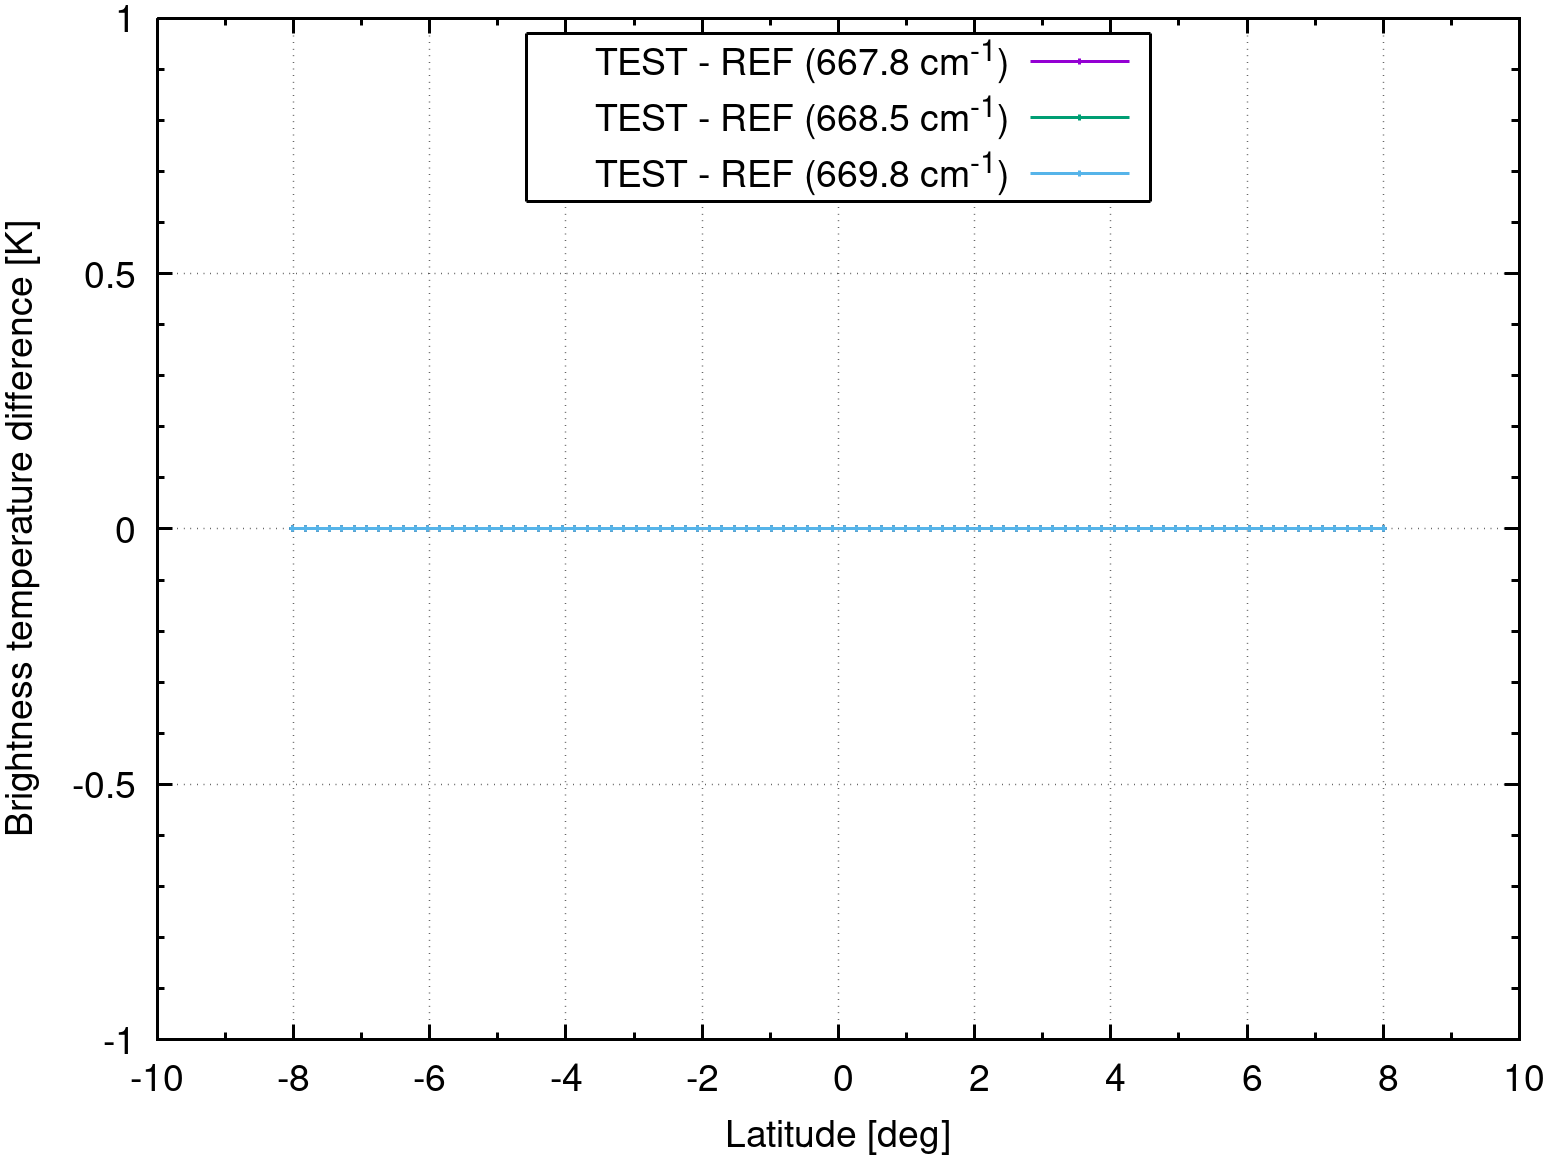 TEST - REF (667.8 cm-1)
TEST - REF (668.5 cm-1)
TEST - REF (669.8 cm-1)
Brightness temperature difference [K]
1
0.5
0
-0.5
-1
-10 -8 -6 -4 -2 0 2 4 6 8 10
Latitude [deg]